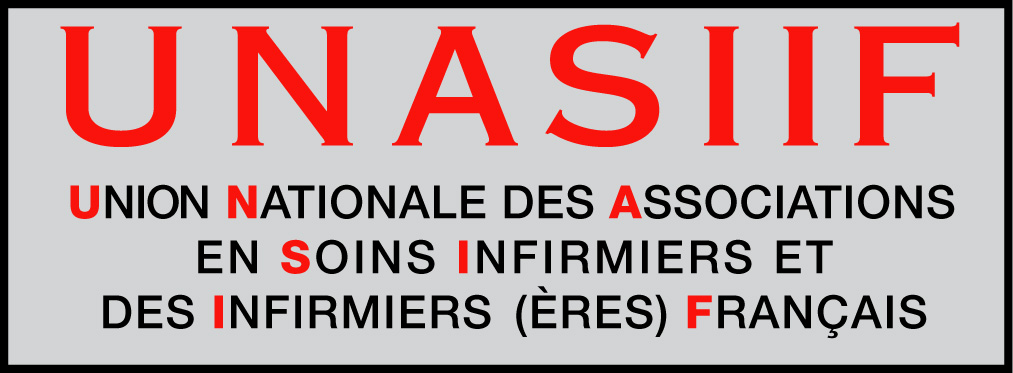 UNASIIF
UNION NATIONALE DES ASSOCIATIONS
EN SOINS INFIRMIERS ET
DES INFIRMIERS (ÈRES) FRANÇAIS